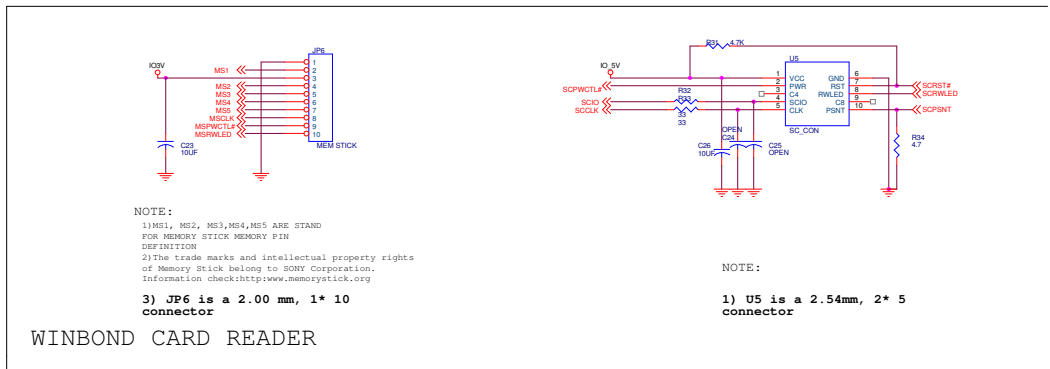 JP6
1
2
3
4
5
6
7
8
9
10
MEM STICK
IO3V
MS1
MS2
MS3
MS4
MS5
MSCLK
MSPWCTL#
MSRWLED
C23
10UF
NOTE:
1)MS1, MS2, MS3,MS4,MS5 ARE STAND
FOR MEMORY STICK MEMORY PIN
DEFINITION
2)The trade marks and intellectual property rights
of Memory Stick belong to SONY Corporation.
Information check:http:www.memorystick.org
3) JP6 is a 2.00 mm, 1* 10
connector
WINBOND CARD READER
R31 4.7K
U5
IO_5V
SCPWCTL#
SCIO
SCCLK
R32
R33
33
33
1 VCC
2 PWR
3 C4
4 SCIO
5 CLK
GND 6
RST 7
RWLED 8
C8 9
PSNT 10
SC_CON
SCRST#
SCRWLED
SCPSNT
OPEN
C24
C26
10UF
C25
OPEN
R34
4.7
NOTE:
1) U5 is a 2.54mm, 2* 5
connector